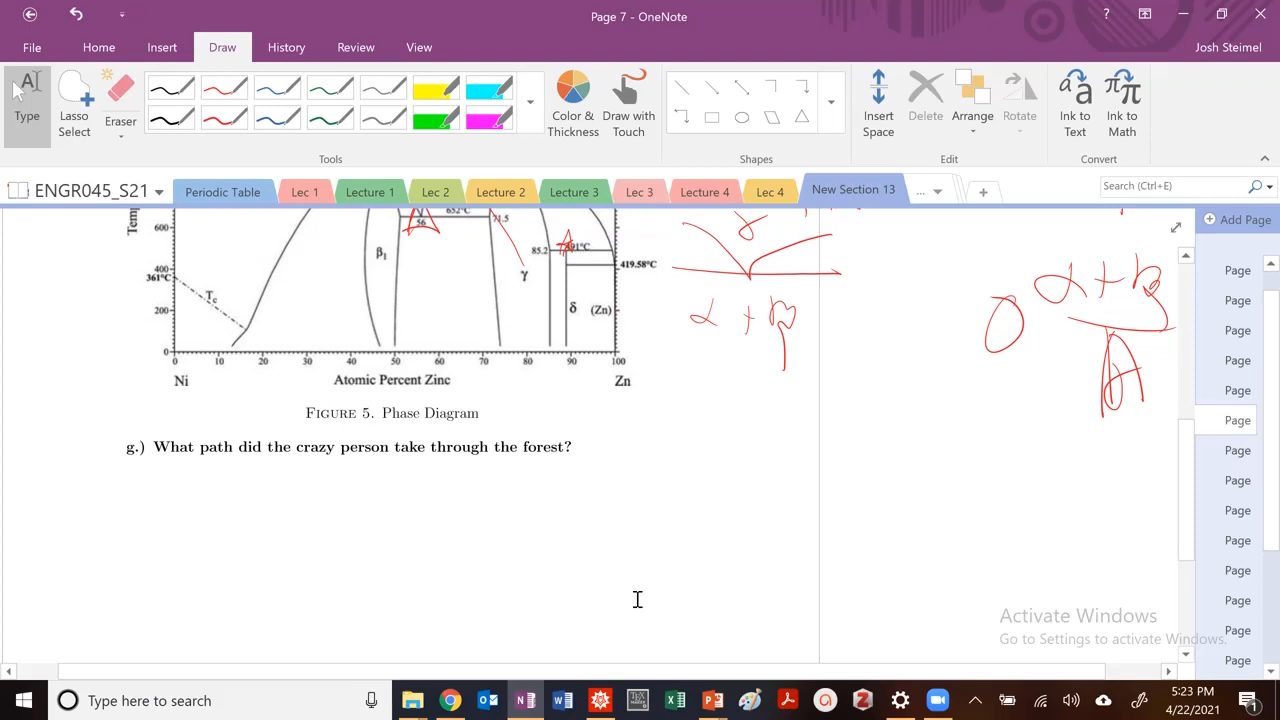 Page 7 - OneNote
?
File Home Insert Draw History Review View Josh Steimel
Type
Lasso Select
Eraser
Color & Thickness
Draw with Touch
Insert Space
Delete
Arrange
Rotate
Ink to Text
Ink to Math
Tools Shapes Edit Convert
ENGR045_S21 Periodic Table Lec 1 Lecture 1 Lec 2 Lecture 2 Lecture 3 Lec 3 Lecture 4 Lec 4 New Section 13 ... Search (Ctrl+E)
Add Page
Page
Page
Page
Page
Page
Page
Page
Page
Page
Page
Page
Page
Page
Page
Temp
600
56
652°C
71.5
β1
85.2
419.58°C
γ
400
361°C
Tc
200
δ (Zn)
0
0 10 20 30 40 50 60 70 80 90 100
Ni Atomic Percent Zinc Zn
γ
α + β
α + β
FIGURE 5. Phase Diagram
g.) What path did the crazy person take through the forest?
Activate Windows
Go to Settings to activate Windows.
Type here to search
5:23 PM
4/22/2021